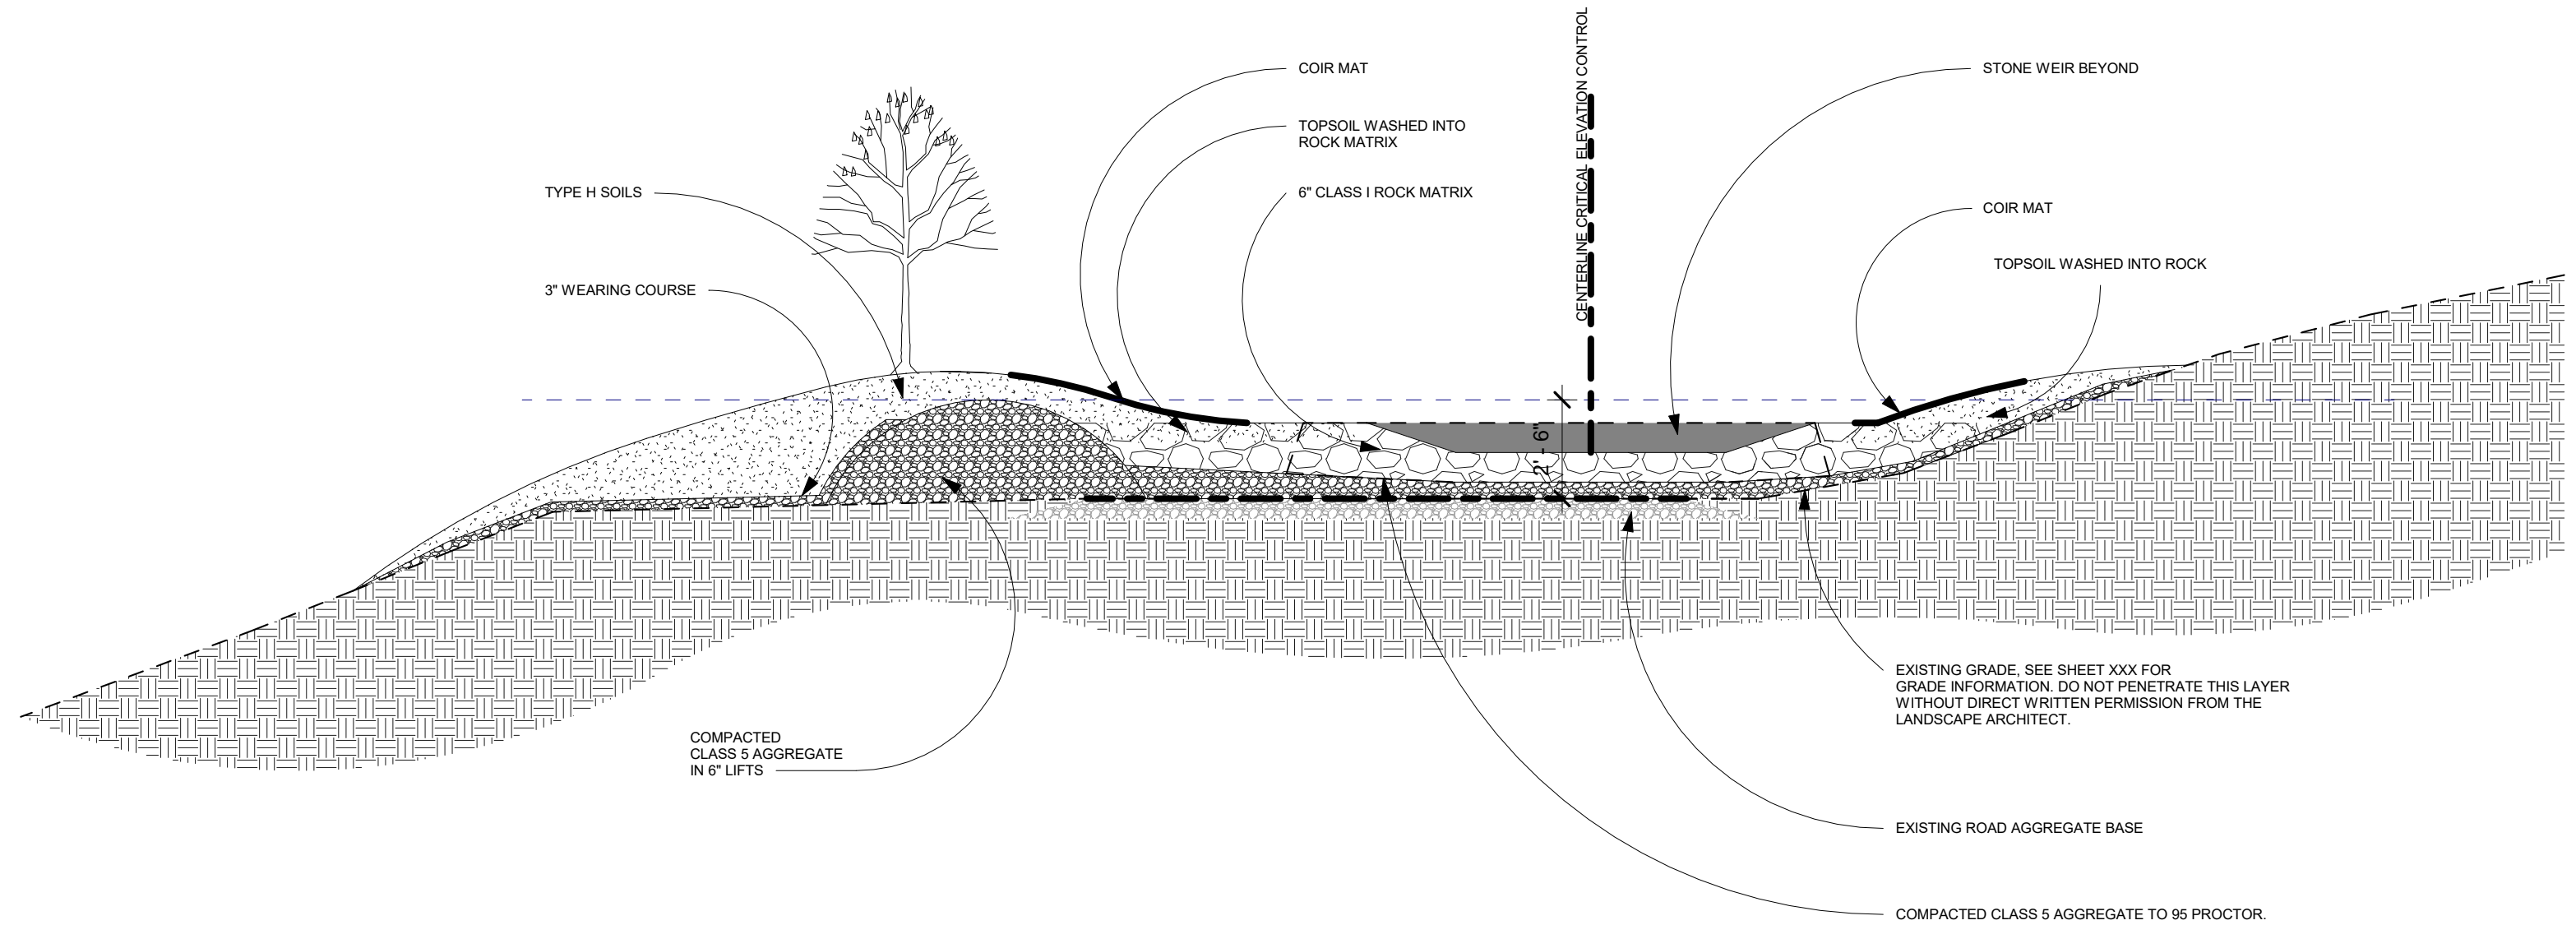 CENTERLINE CRITICAL ELEVATION CONTROL
COIR MAT
STONE WEIR BEYOND
TOPSOIL WASHED INTO
ROCK MATRIX
TYPE H SOILS
6" CLASS I ROCK MATRIX
COIR MAT
TOPSOIL WASHED INTO ROCK
3" WEARING COURSE
2' - 6"
EXISTING GRADE, SEE SHEET XXX FOR
GRADE INFORMATION. DO NOT PENETRATE THIS LAYER
WITHOUT DIRECT WRITTEN PERMISSION FROM THE
LANDSCAPE ARCHITECT.
COMPACTED
CLASS 5 AGGREGATE
IN 6" LIFTS
EXISTING ROAD AGGREGATE BASE
COMPACTED CLASS 5 AGGREGATE TO 95 PROCTOR.